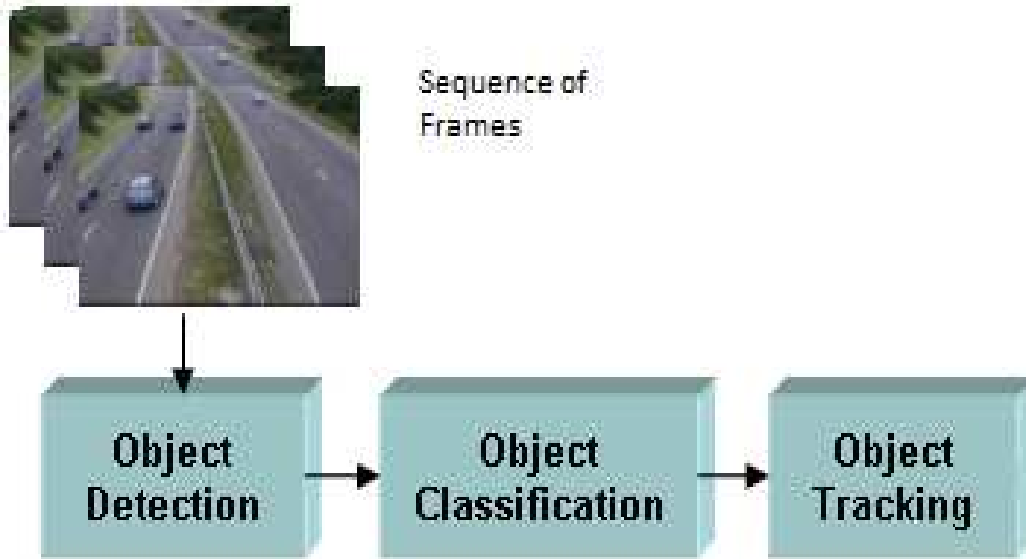 Sequence of
Frames
Object
Detection
Object
Classification
Object
Tracking